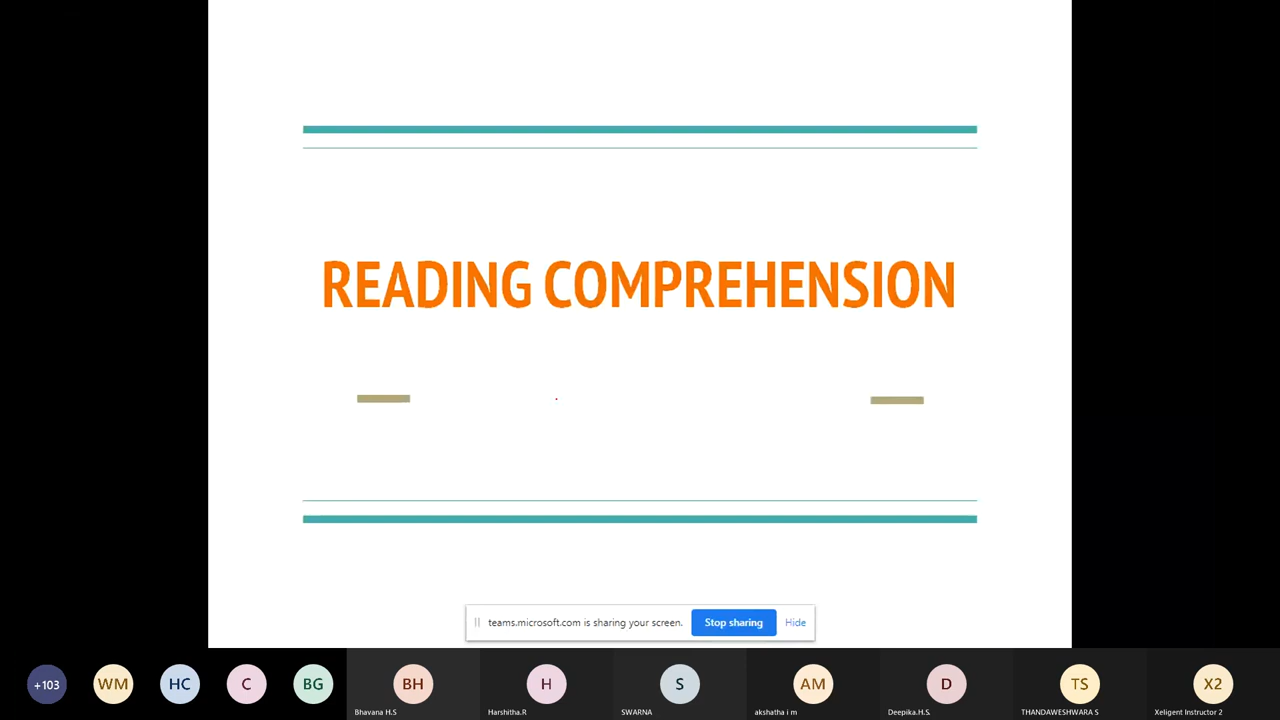 READING COMPREHENSION
teams.microsoft.com is sharing your screen. Stop sharing Hide
+103 WM HC C BG BH H S AM D TS X2
Bhavana H.S Harshitha.R SWARNA akshatha i m Deepika.H.S. THANDAWESHWARA S Xeligent Instructor 2